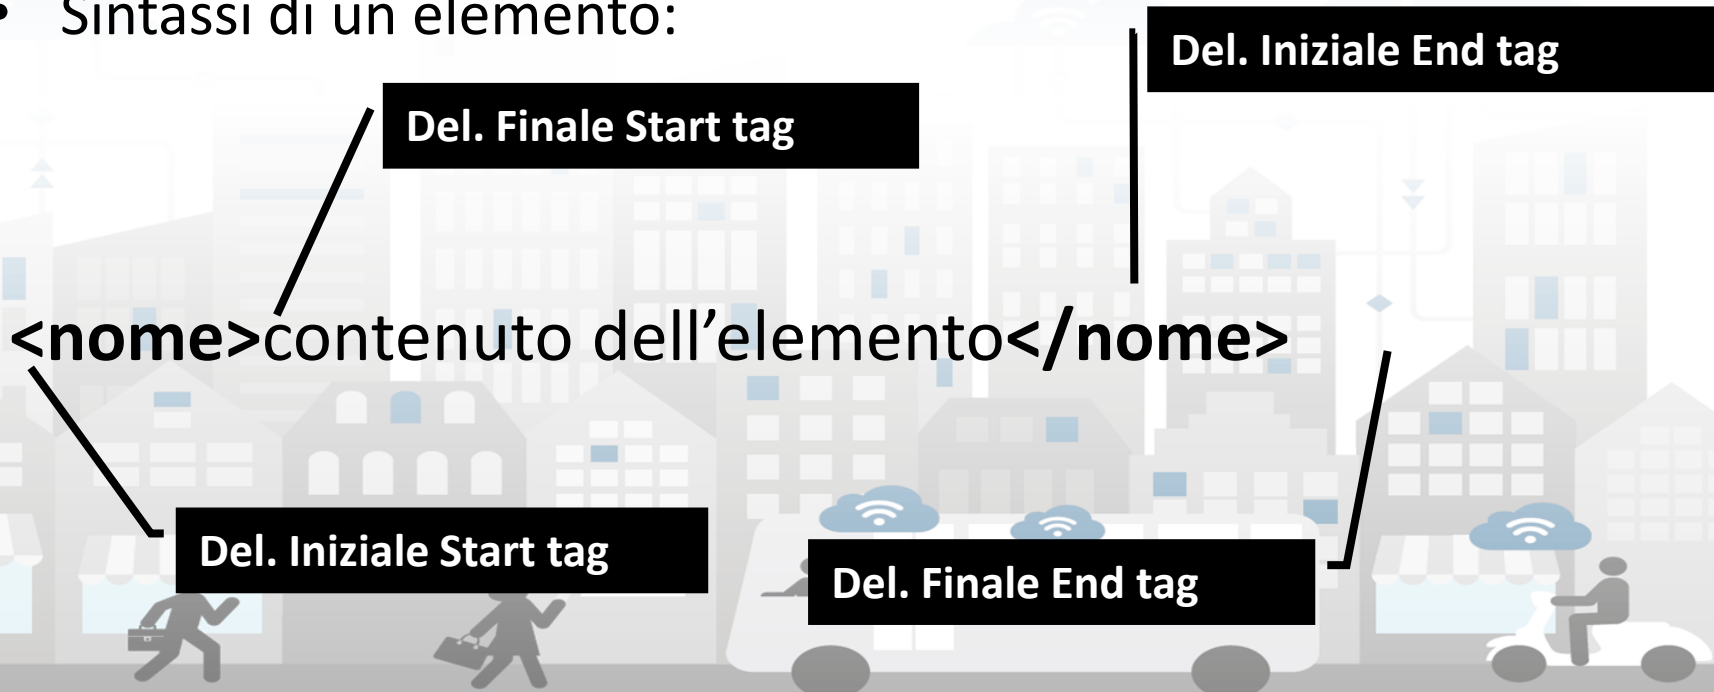 • Sintassi di un elemento:
Del. Iniziale End tag
Del. Finale Start tag
<nome>contenuto dell’elemento</nome>
Del. Iniziale Start tag
Del. Finale End tag